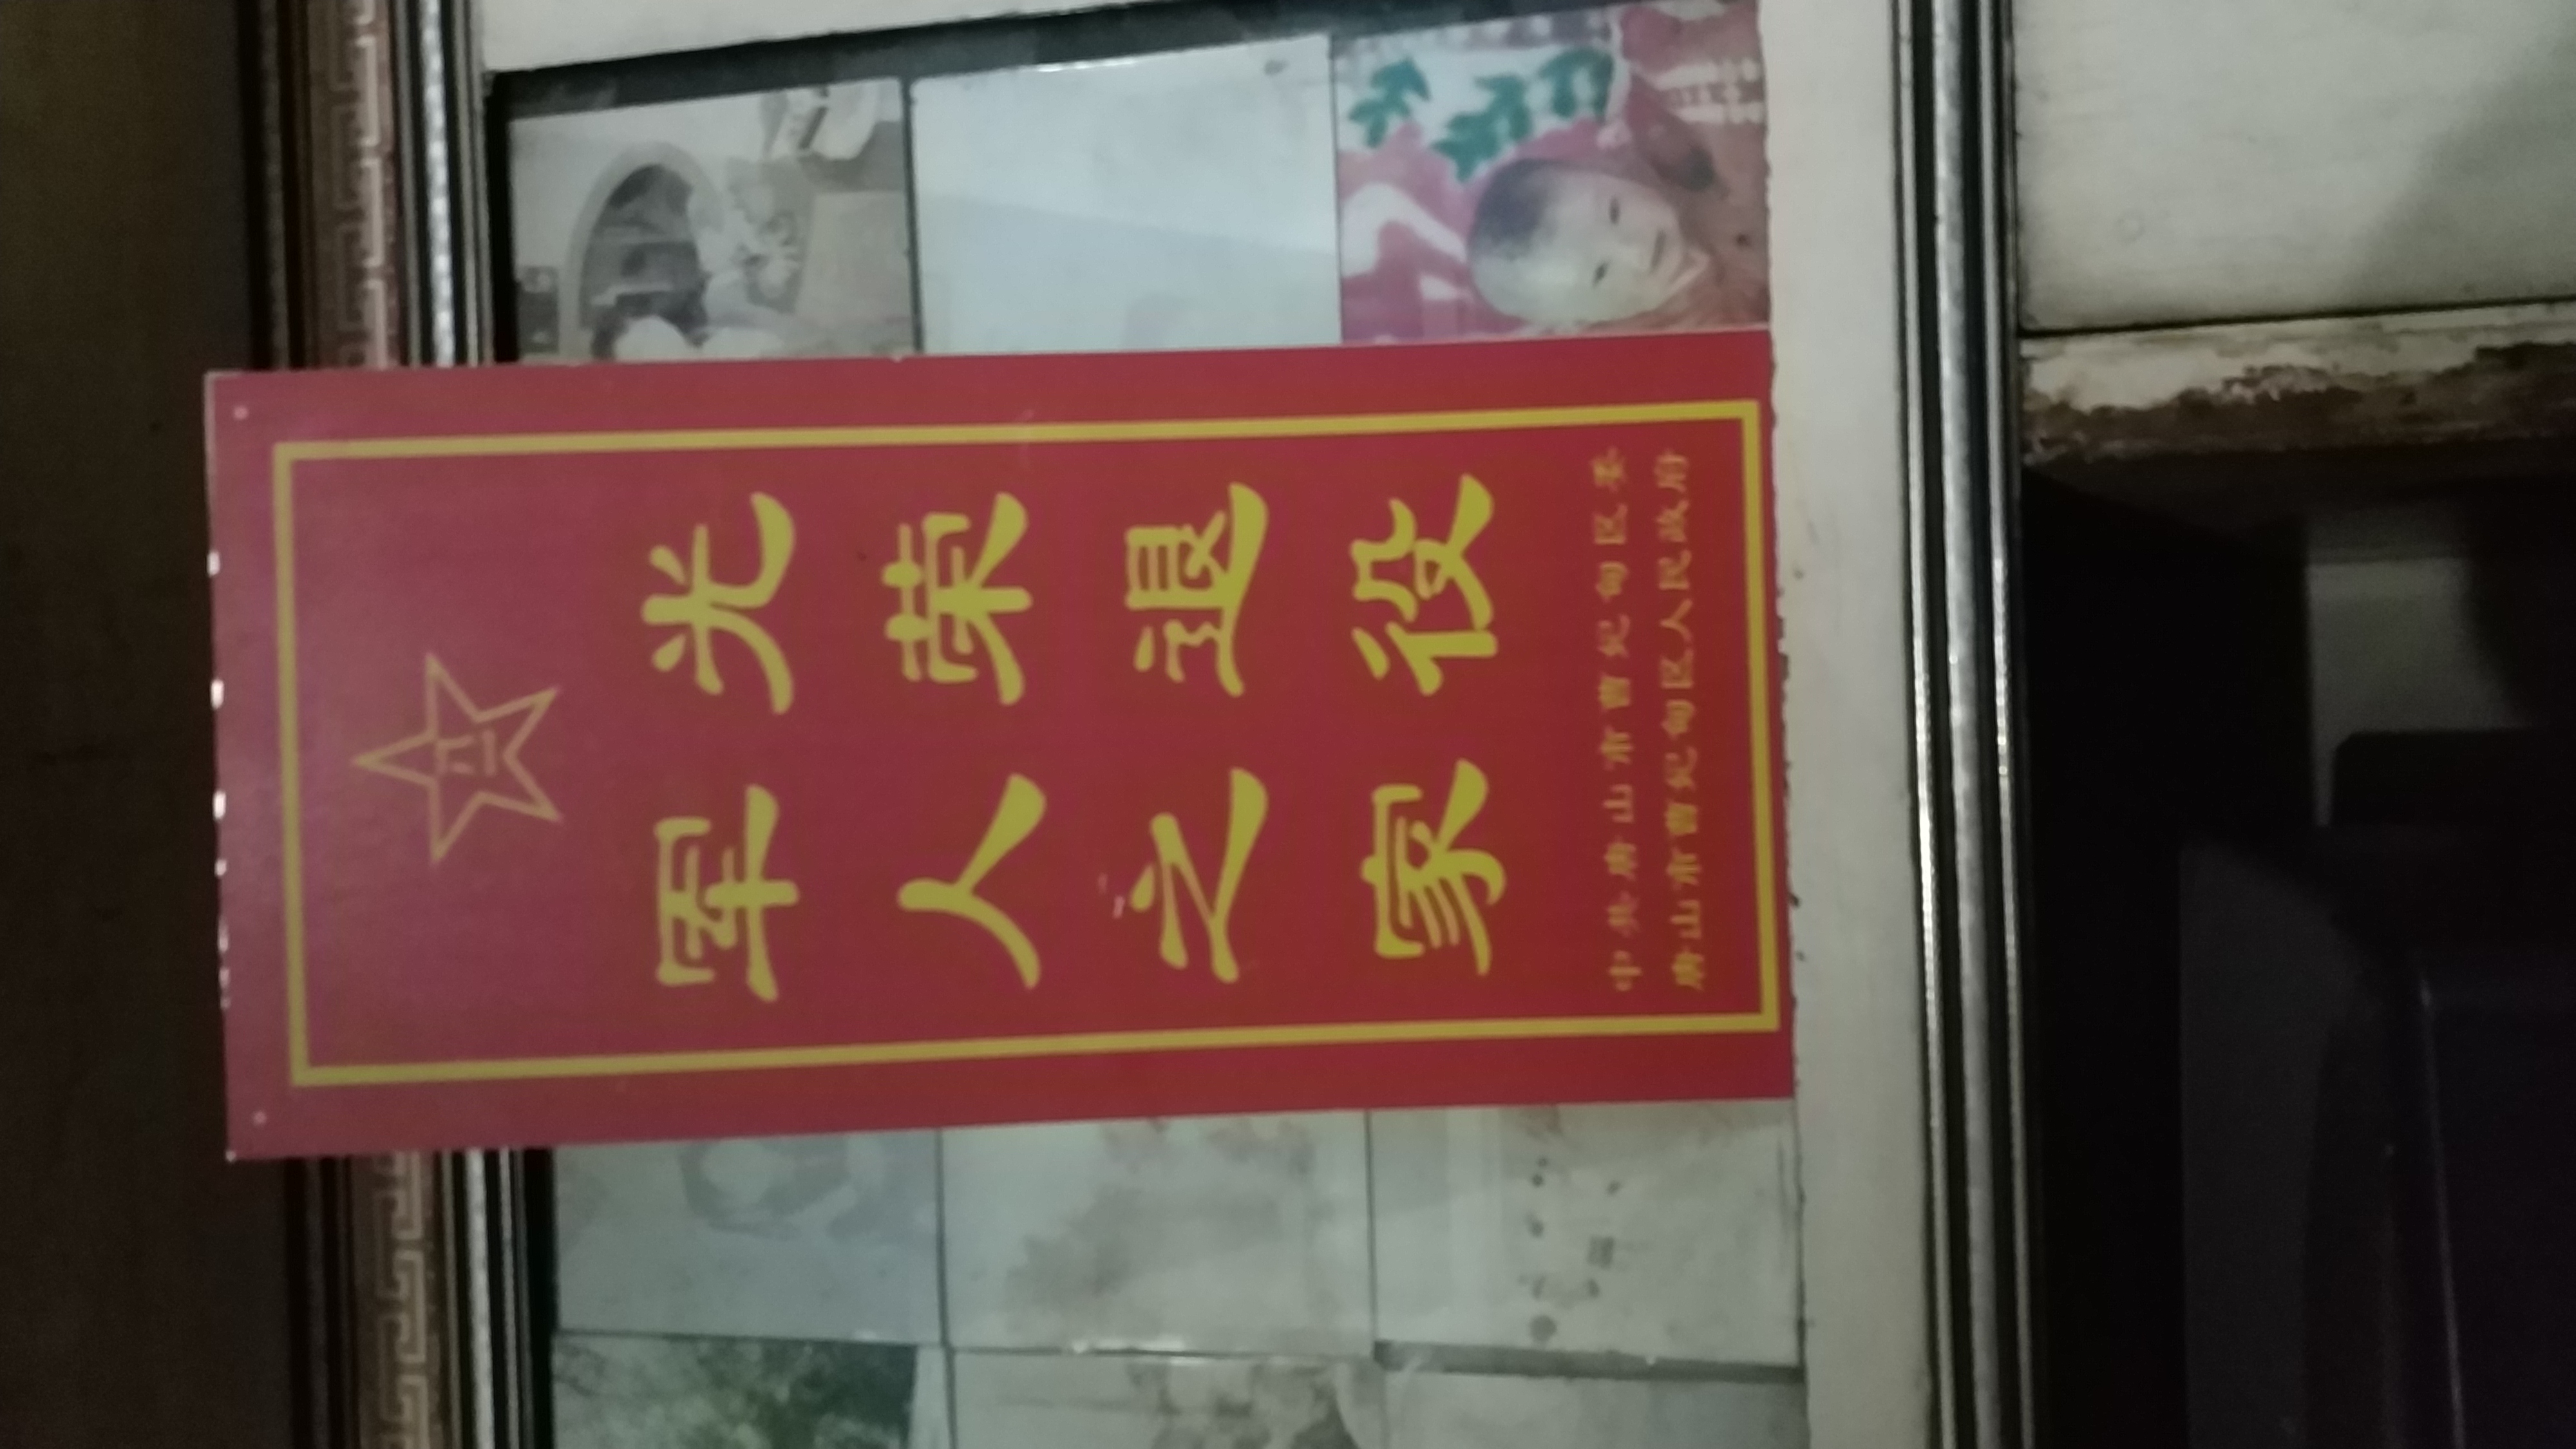 八一
光荣退役
军人之家
中共唐山市曹妃甸区委
唐山市曹妃甸区人民政府